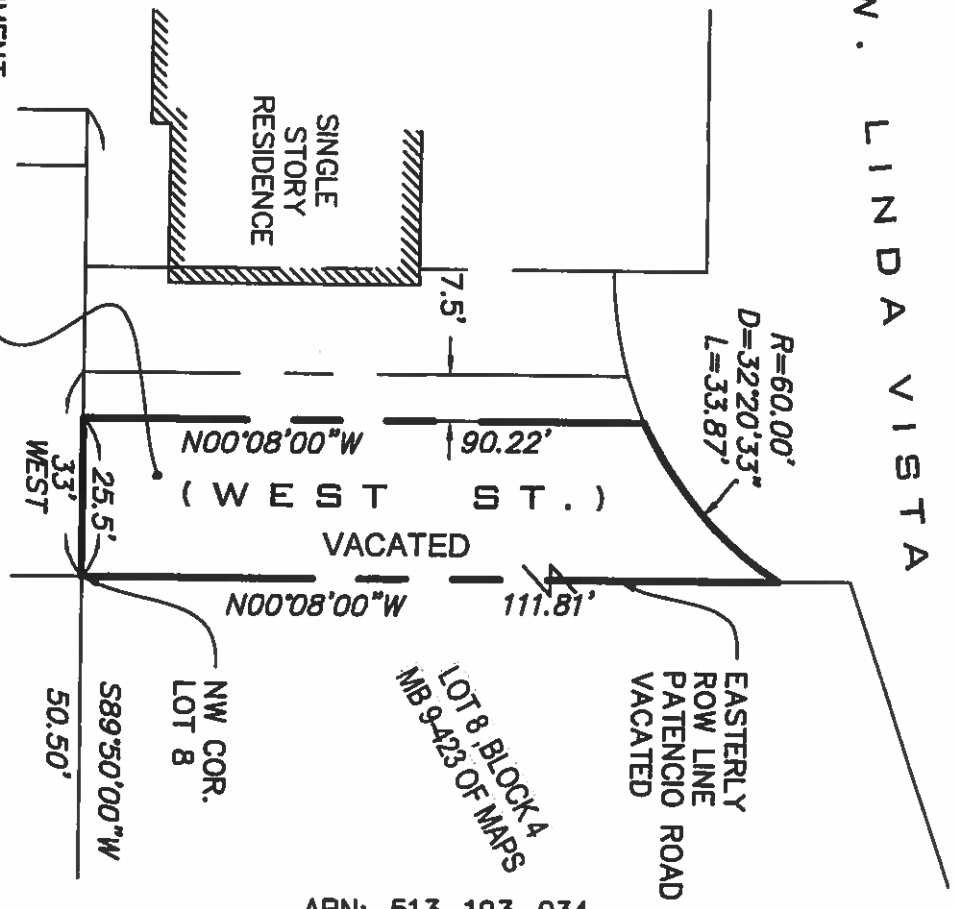 W. LINDA VISTA
R=60.00'
D=32°20'33"
L=33.87'
SINGLE
STORY
RESIDENCE
7.5'
N00°08'00"W 90.22'
(WEST ST.)
VACATED
25.5'
33'
WEST
N00°08'00"W 111.81'
EASTERLY
ROW LINE
PATENCIO ROAD
VACATED
NW COR.
LOT 8
LOT 8, BLOCK 4
MB 9-423 OF MAPS
S89°50'00"W
50.50'